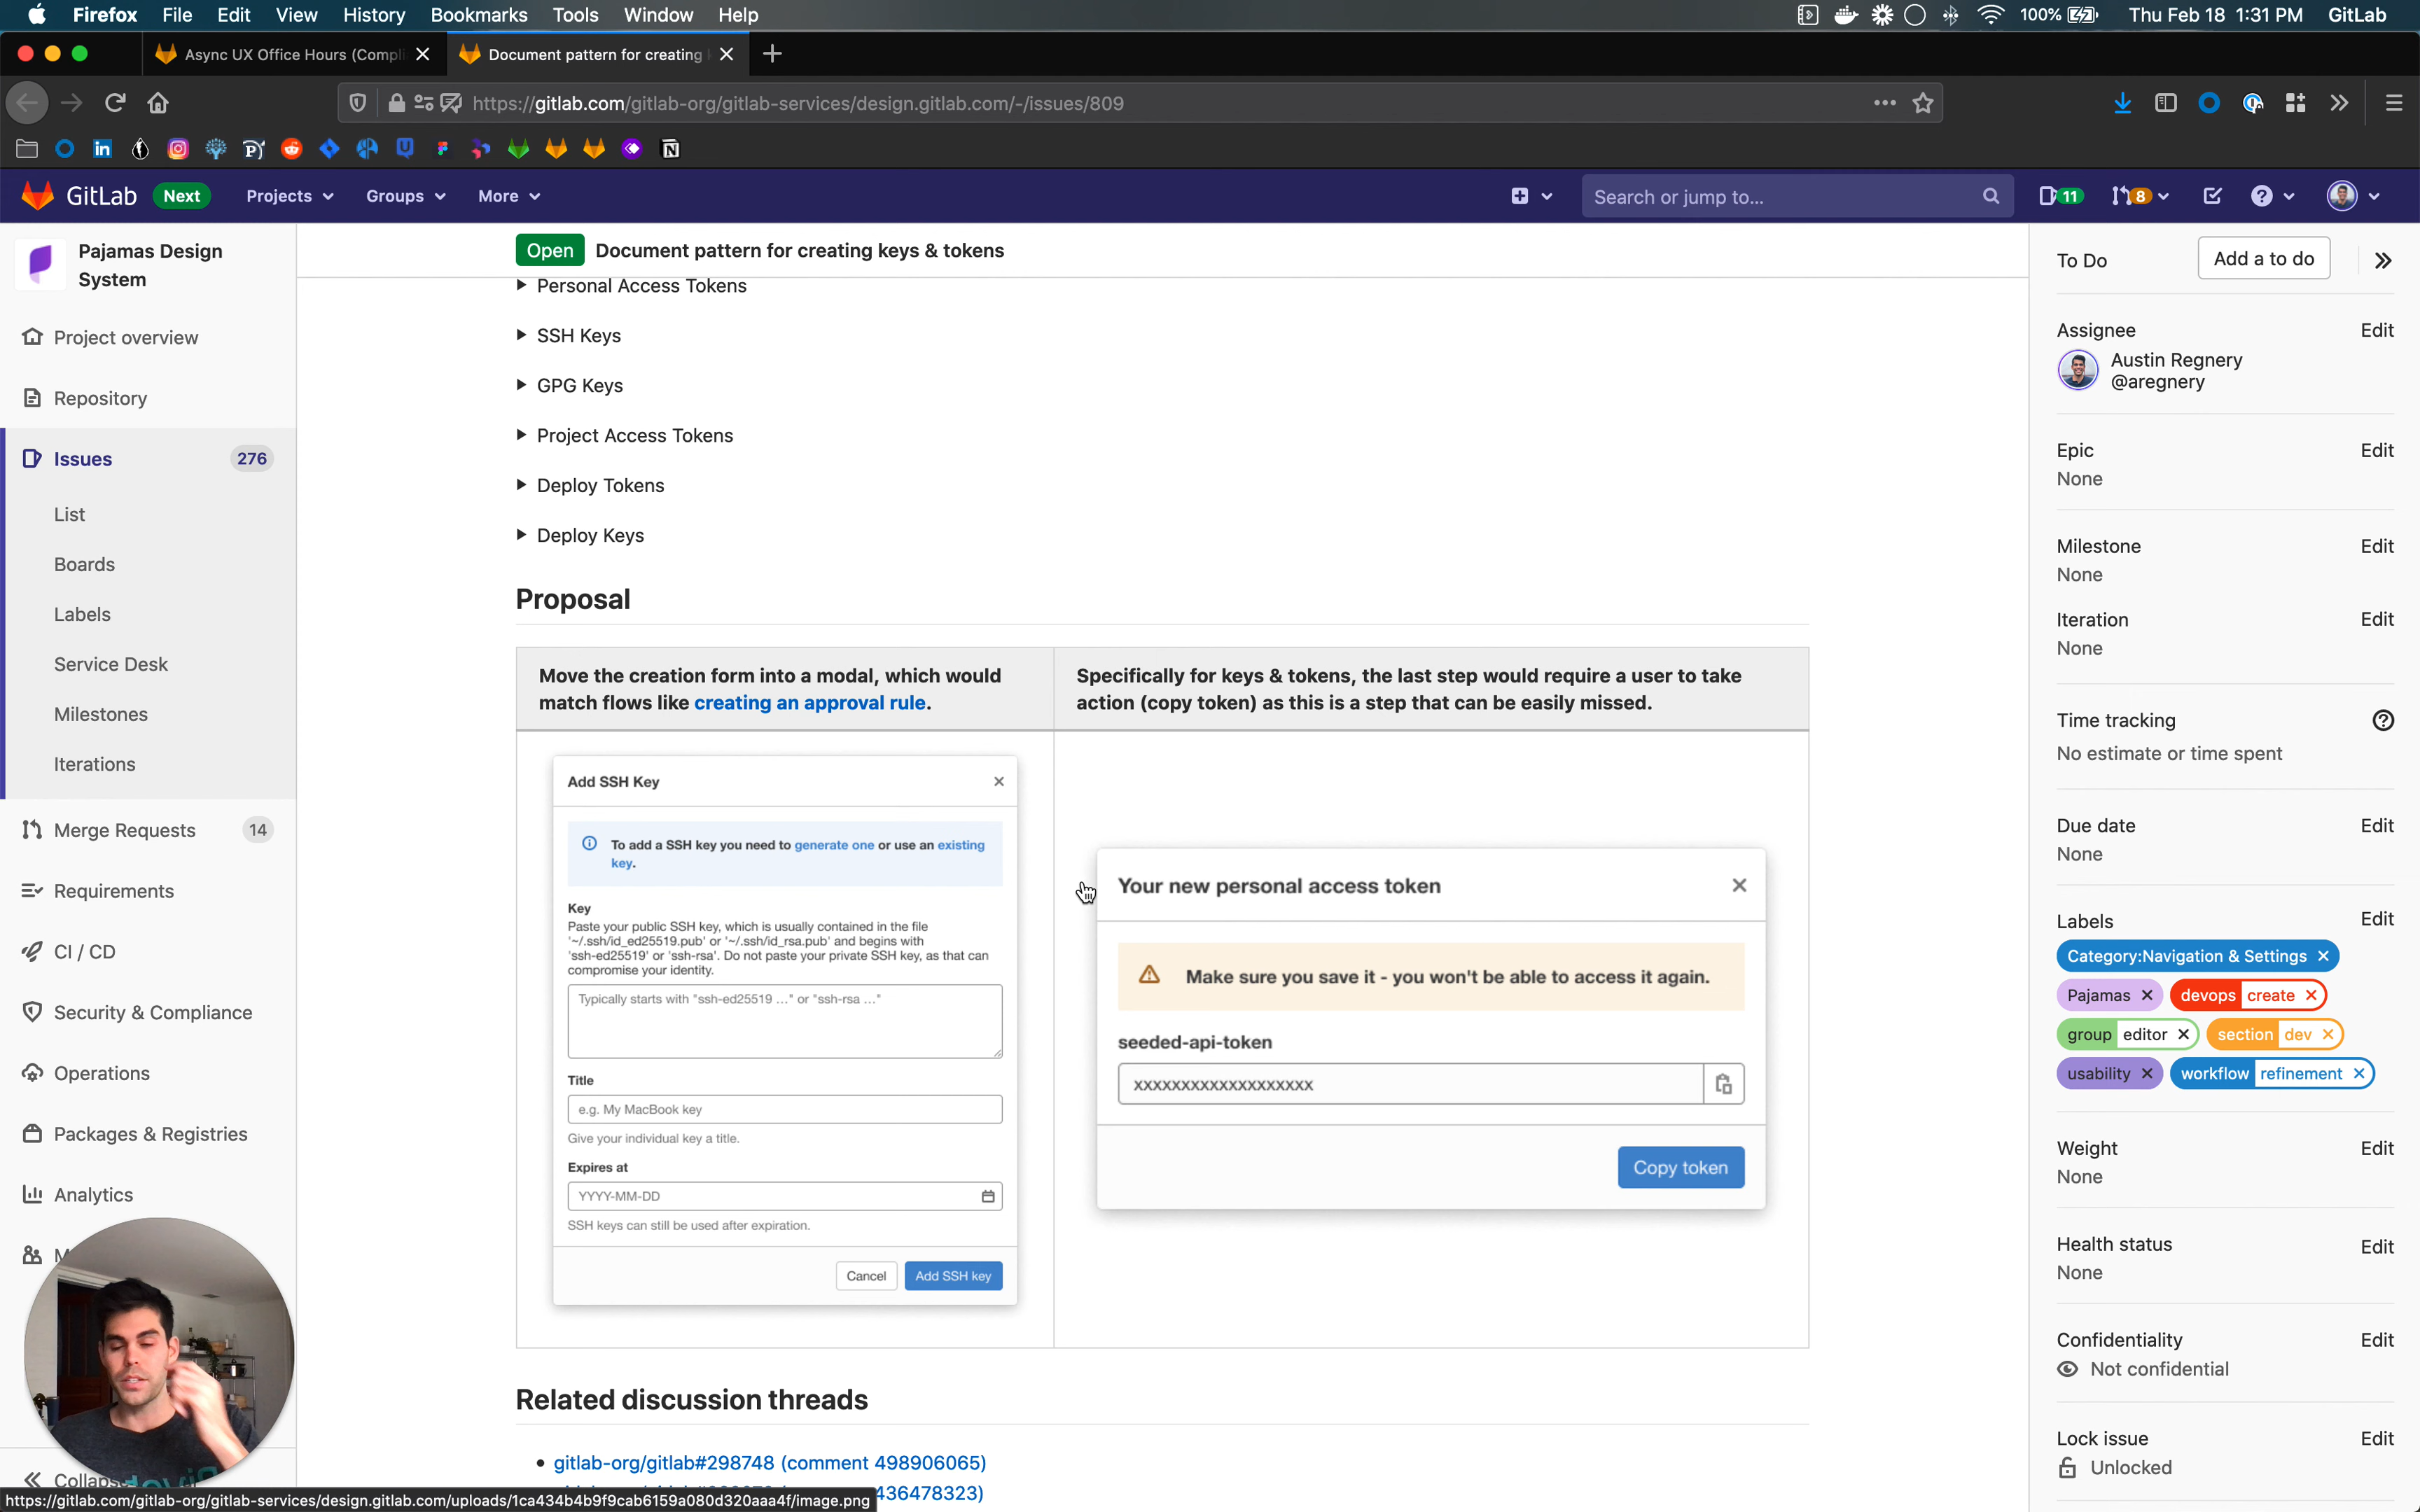 Firefox File Edit View History Bookmarks Tools Window Help
100% Thu Feb 18 1:31 PM GitLab
Async UX Office Hours (Compli
Document pattern for creating
https://gitlab.com/gitlab-org/gitlab-services/design.gitlab.com/-/issues/809
GitLab Next Projects Groups More
Search or jump to...
11 8
Pajamas Design
System
Project overview
Repository
Issues 276
List
Boards
Labels
Service Desk
Milestones
Iterations
Merge Requests 14
Requirements
CI / CD
Security & Compliance
Operations
Packages & Registries
Analytics
Open Document pattern for creating keys & tokens
Personal Access Tokens
SSH Keys
GPG Keys
Project Access Tokens
Deploy Tokens
Deploy Keys
Proposal
Move the creation form into a modal, which would
match flows like creating an approval rule.
Specifically for keys & tokens, the last step would require a user to take
action (copy token) as this is a step that can be easily missed.
Add SSH Key
To add a SSH key you need to generate one or use an existing
key.
Key
Paste your public SSH key, which is usually contained in the file
'~/.ssh/id_ed25519.pub' or '~/.ssh/id_rsa.pub' and begins with
'ssh-ed25519' or 'ssh-rsa'. Do not paste your private SSH key, as that can
compromise your identity.
Typically starts with "ssh-ed25519 ..." or "ssh-rsa ..."
Title
e.g. My MacBook key
Give your individual key a title.
Expires at
YYYY-MM-DD
SSH keys can still be used after expiration.
Cancel Add SSH key
Your new personal access token
Make sure you save it - you won't be able to access it again.
seeded-api-token
xxxxxxxxxxxxxxxxxxx
Copy token
Related discussion threads
gitlab-org/gitlab#298748 (comment 498906065)
436478323)
https://gitlab.com/gitlab-org/gitlab-services/design.gitlab.com/uploads/1ca434b4b9f9cab6159a080d320aaa4f/image.png
To Do Add a to do
Assignee Edit
Austin Regnery
@aregnery
Epic Edit
None
Milestone Edit
None
Iteration Edit
None
Time tracking
No estimate or time spent
Due date Edit
None
Labels Edit
Category:Navigation & Settings
Pajamas devops create
group editor section dev
usability workflow refinement
Weight Edit
None
Health status Edit
None
Confidentiality Edit
Not confidential
Lock issue Edit
Unlocked